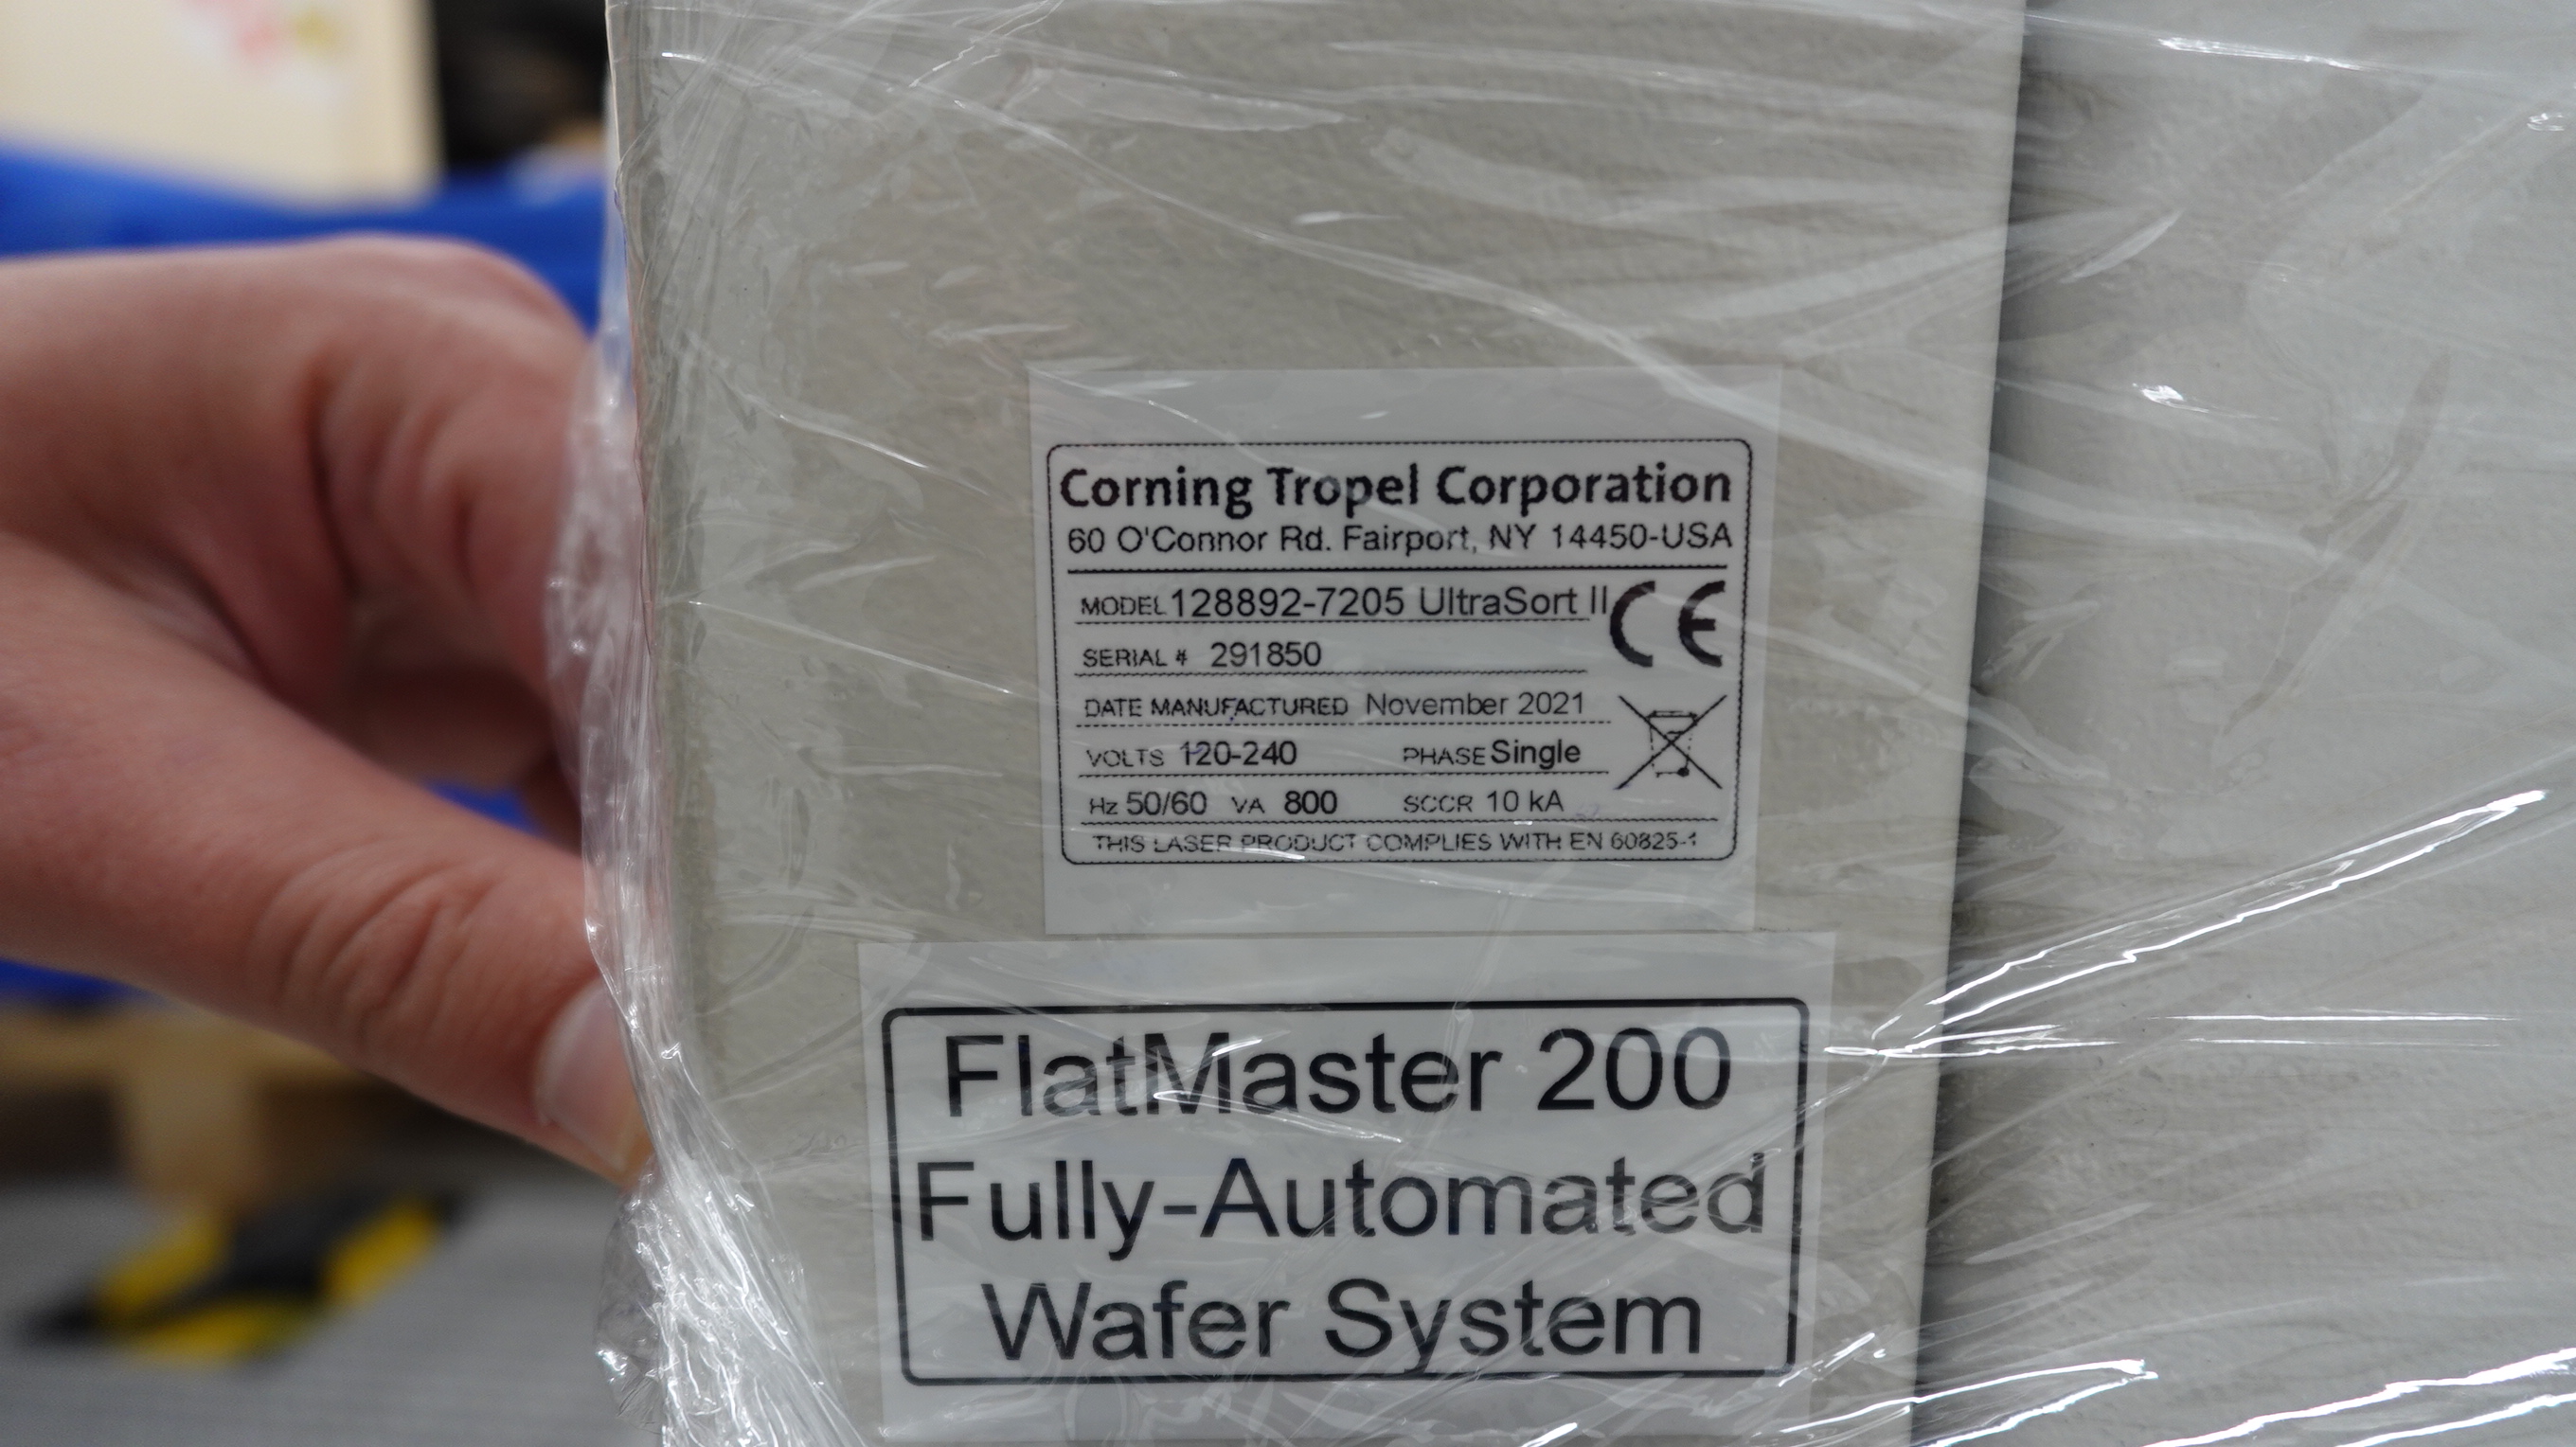 Corning Tropel Corporation
60 O'Connor Rd. Fairport, NY 14450-USA
MODEL 128892-7205 UltraSort II
CE
SERIAL # 291850
DATE MANUFACTURED November 2021
VOLTS 120-240 PHASE Single
Hz 50/60 VA 800 SCCR 10 kA
THIS LASER PRODUCT COMPLIES WITH EN 60825-1
FlatMaster 200
Fully-Automated
Wafer System